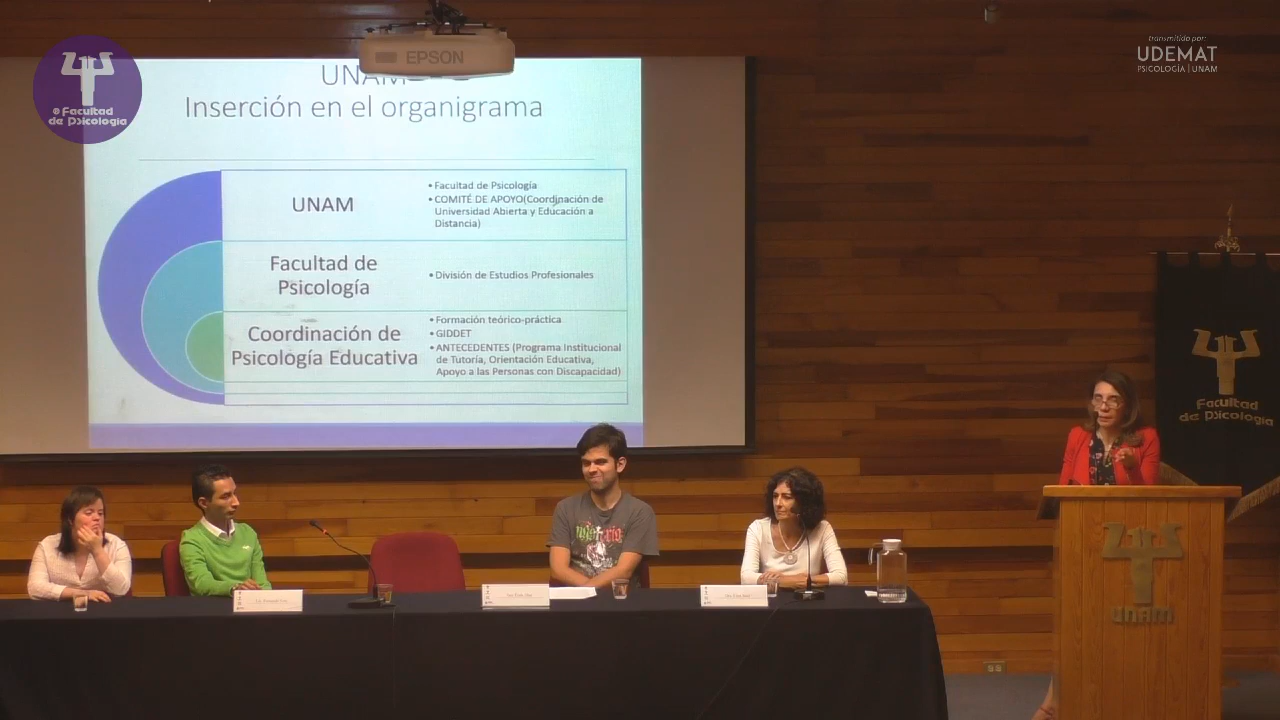 EPSON
transmitido por:
UDEMAT
PSICOLOGÍA | UNAM
© Facultad
de Psicología
UNAM
Inserción en el organigrama
UNAM
• Facultad de Psicología
• COMITÉ DE APOYO(Coordinación de
Universidad Abierta y Educación a
Distancia)
Facultad de
Psicología
• División de Estudios Profesionales
Coordinación de
Psicología Educativa
• Formación teórico-práctica
• GIDDET
• ANTECEDENTES (Programa Institucional
de Tutoría, Orientación Educativa,
Apoyo a las Personas con Discapacidad)
Facultad
de Psicología
unam